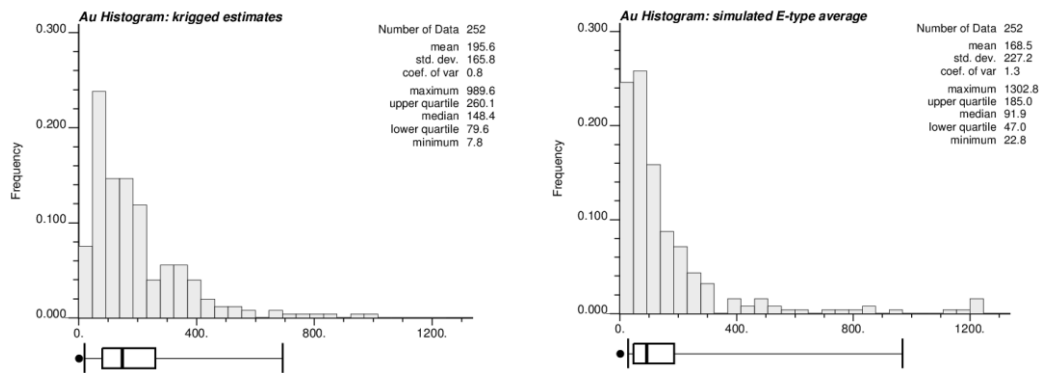 Au Histogram: krigged estimates
Number of Data 252
mean 195.6
std. dev. 165.8
coef. of var 0.8
maximum 989.6
upper quartile 260.1
median 148.4
lower quartile 79.6
minimum 7.8
Frequency
0.300
0.200
0.100
0.000
0. 400. 800. 1200.
Au Histogram: simulated E-type average
Number of Data 252
mean 168.5
std. dev. 227.2
coef. of var 1.3
maximum 1302.8
upper quartile 185.0
median 91.9
lower quartile 47.0
minimum 22.8
Frequency
0.300
0.200
0.100
0.000
0. 400. 800. 1200.